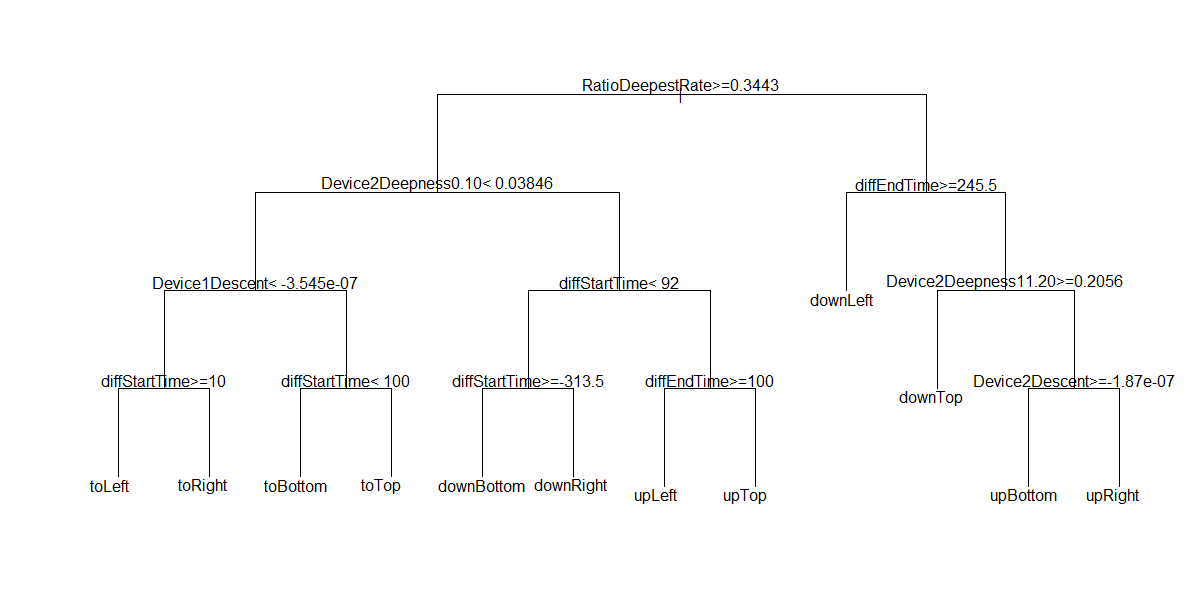 RatioDeepestRate>=0.3443
Device2Deepness0.10< 0.03846
diffEndTime>=245.5
Device1Descent< -3.545e-07
diffStartTime< 92
Device2Deepness11.20>=0.2056
downLeft
diffStartTime>=10
diffStartTime< 100
diffStartTime>=-313.5
diffEndTime>=100
Device2Descent>=-1.87e-07
downTop
toLeft
toRight
toBottom
toTop
downBottom
downRight
upLeft
upTop
upBottom
upRight